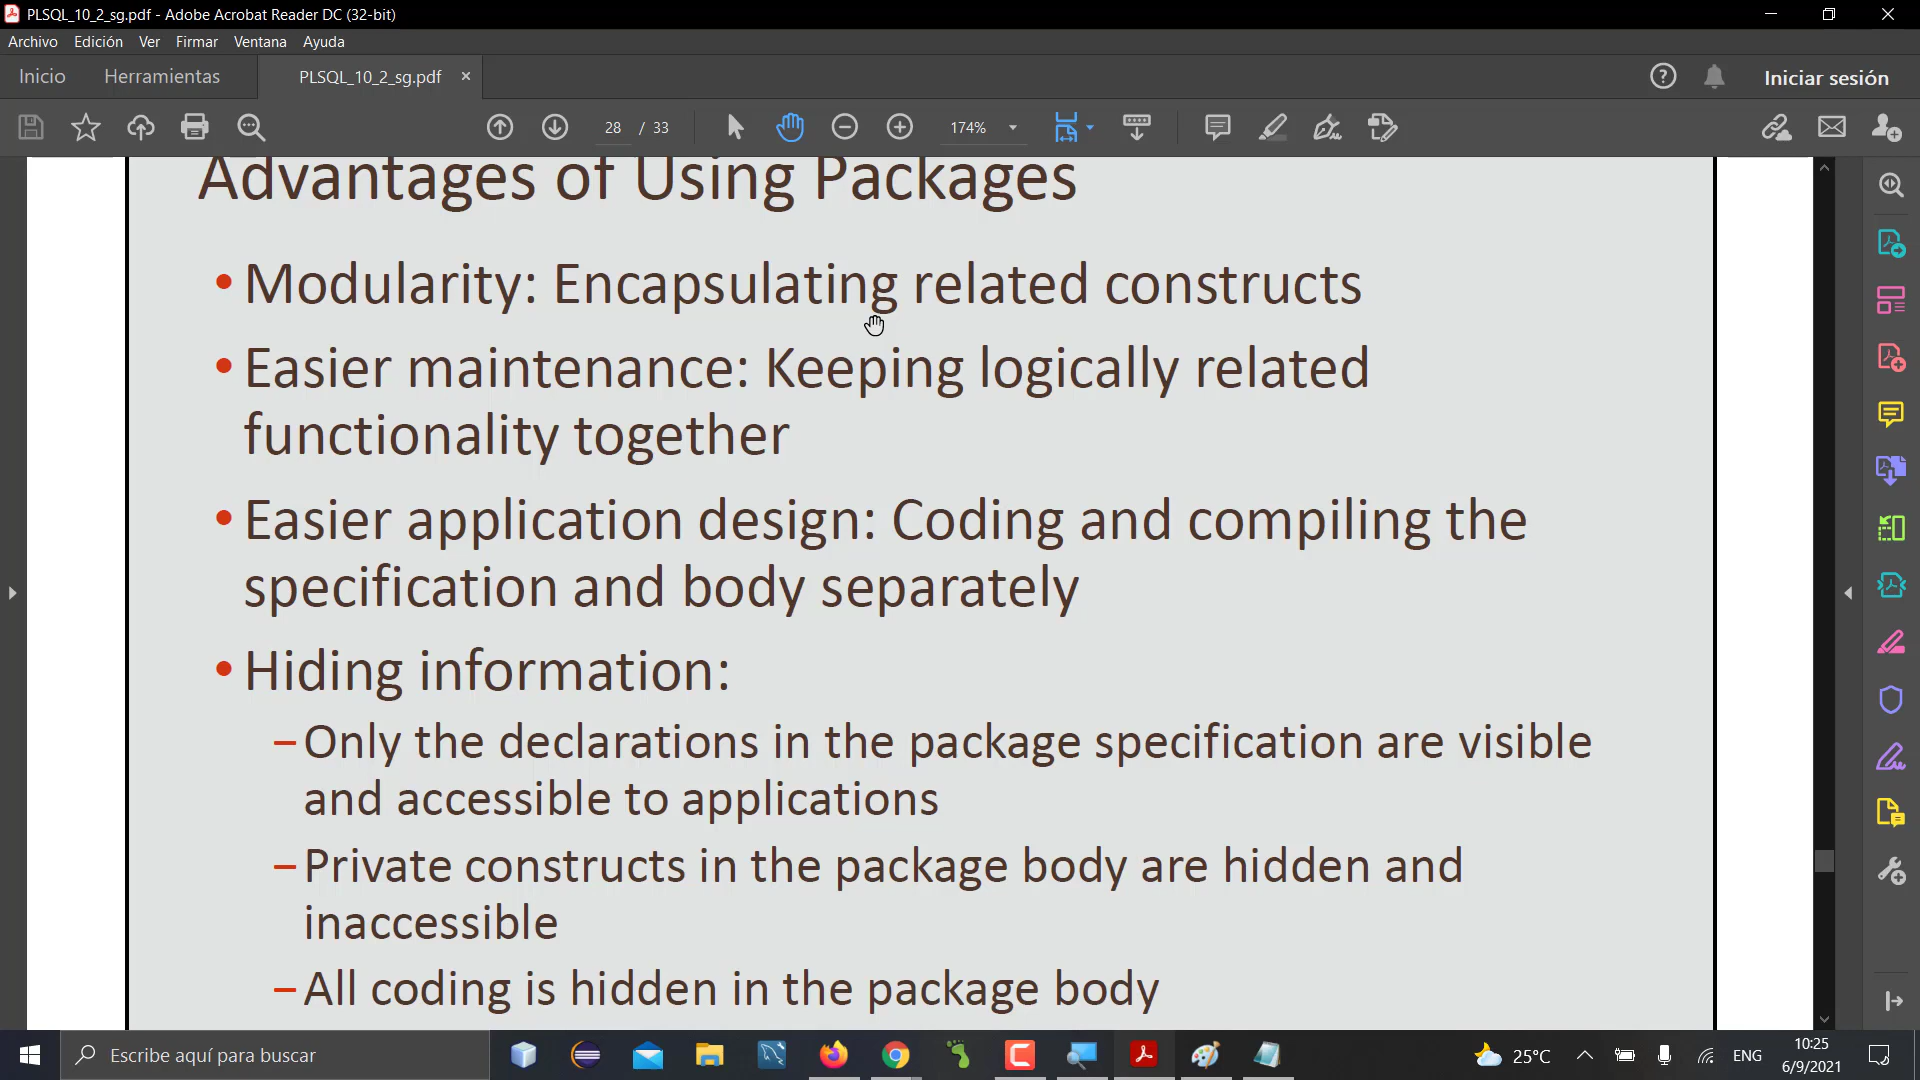 PLSQL_10_2_sg.pdf - Adobe Acrobat Reader DC (32-bit)
Archivo Edición Ver Firmar Ventana Ayuda
Inicio Herramientas PLSQL_10_2_sg.pdf × Iniciar sesión
28 / 33 174%
Advantages of Using Packages
• Modularity: Encapsulating related constructs
• Easier maintenance: Keeping logically related
functionality together
• Easier application design: Coding and compiling the
specification and body separately
• Hiding information:
– Only the declarations in the package specification are visible
and accessible to applications
– Private constructs in the package body are hidden and
inaccessible
– All coding is hidden in the package body
Escribe aquí para buscar
25°C ENG
10:25
6/9/2021